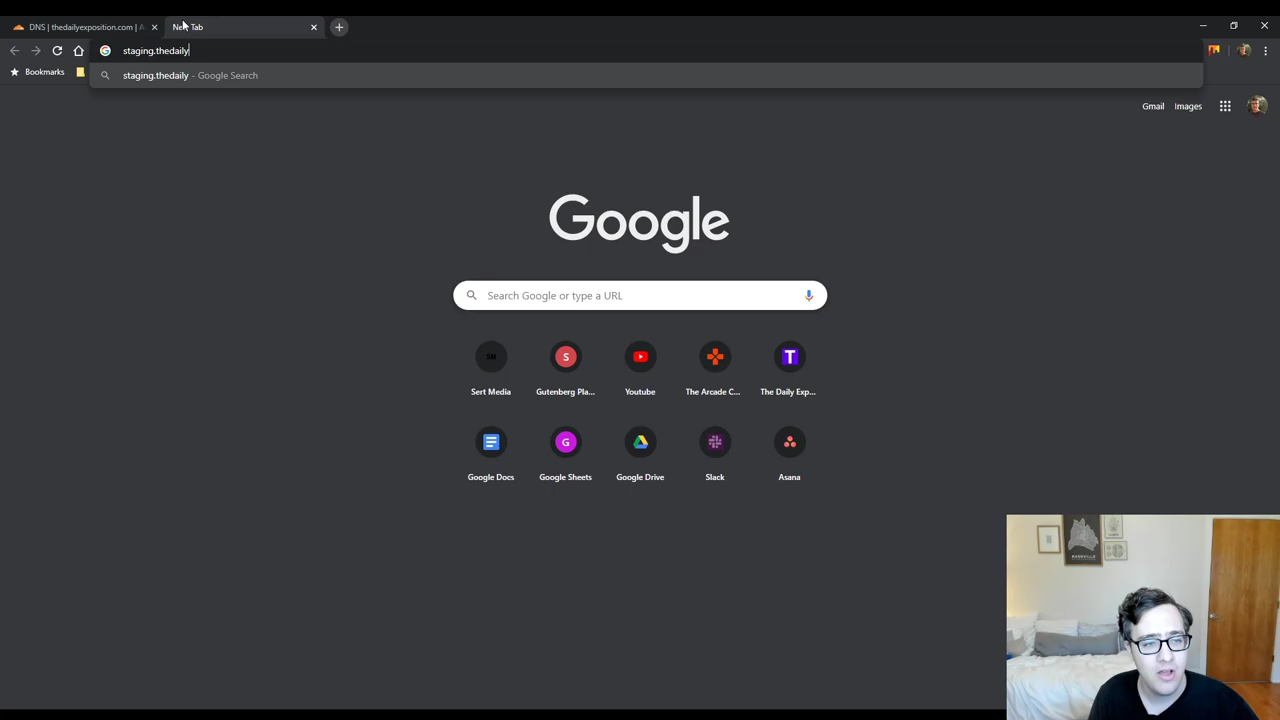 DNS | thedailyexposition.com | A
New Tab
staging.thedaily
Bookmarks
staging.thedaily - Google Search
Gmail
Images
Google
Search Google or type a URL
SM
S
T
Sert Media
Gutenberg Pla...
Youtube
The Arcade C...
The Daily Exp...
G
Google Docs
Google Sheets
Google Drive
Slack
Asana
NASHVILLE